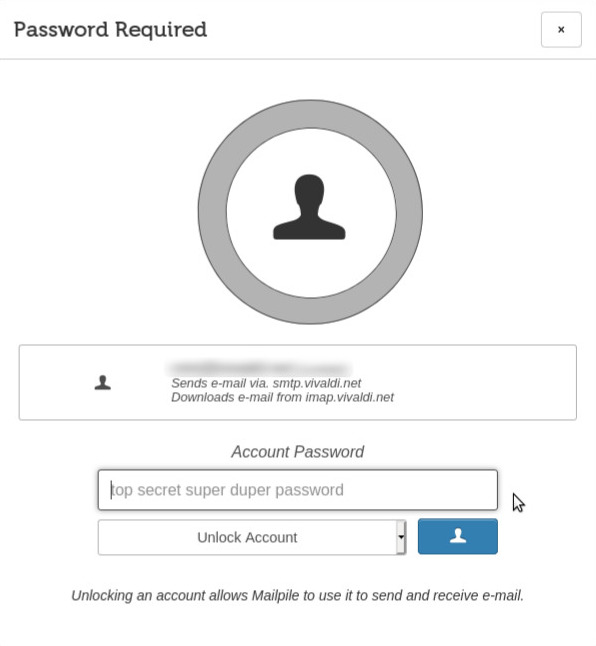 Password Required
×
Sends e-mail via. smtp.vivaldi.net
Downloads e-mail from imap.vivaldi.net
Account Password
top secret super duper password
Unlock Account
Unlocking an account allows Mailpile to use it to send and receive e-mail.